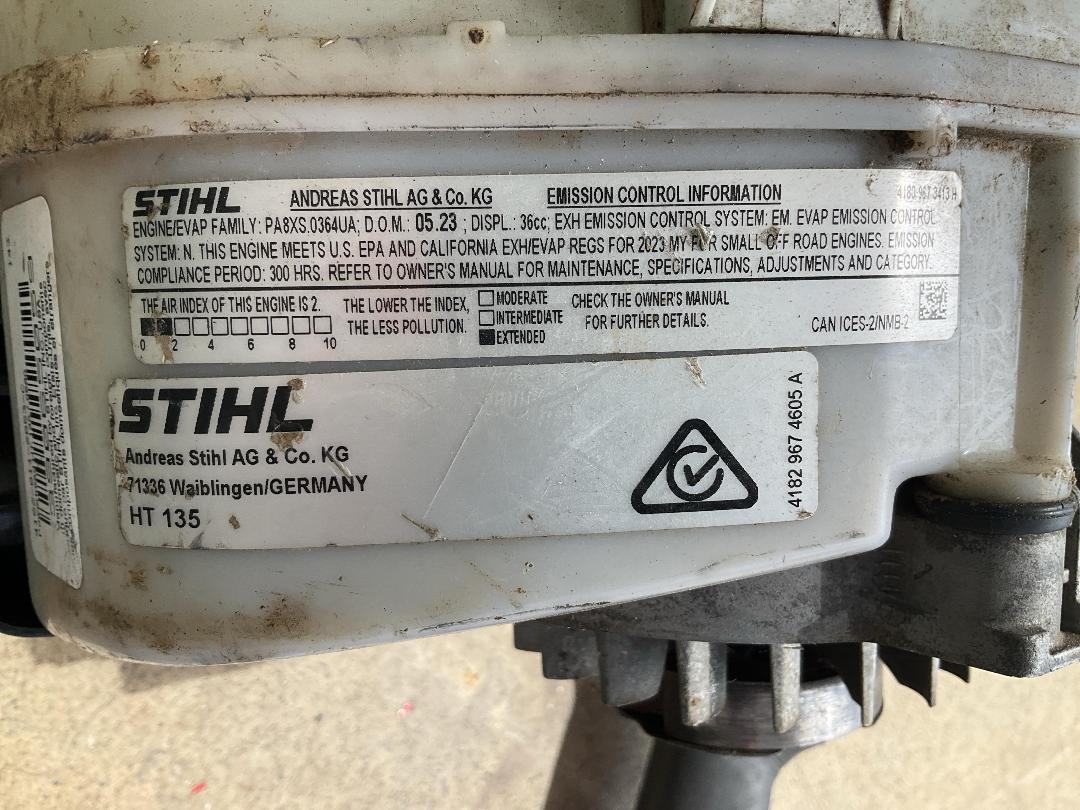 STIHL ANDREAS STIHL AG & Co. KG EMISSION CONTROL INFORMATION 4180 967 3413 H
ENGINE/EVAP FAMILY: PA8XS.0364UA; D.O.M.: 05.23 ; DISPL.: 36cc; EXH EMISSION CONTROL SYSTEM: EM. EVAP EMISSION CONTROL
SYSTEM: N. THIS ENGINE MEETS U.S. EPA AND CALIFORNIA EXH/EVAP REGS FOR 2023 MY FOR SMALL OFF ROAD ENGINES. EMISSION
COMPLIANCE PERIOD: 300 HRS. REFER TO OWNER'S MANUAL FOR MAINTENANCE, SPECIFICATIONS, ADJUSTMENTS AND CATEGORY.
THE AIR INDEX OF THIS ENGINE IS 2.
0 2 4 6 8 10
THE LOWER THE INDEX,
THE LESS POLLUTION.
MODERATE
INTERMEDIATE
EXTENDED
CHECK THE OWNER'S MANUAL
FOR FURTHER DETAILS.
CAN ICES-2/NMB-2
STIHL
Andreas Stihl AG & Co. KG
71336 Waiblingen/GERMANY
HT 135
4182 967 4605 A